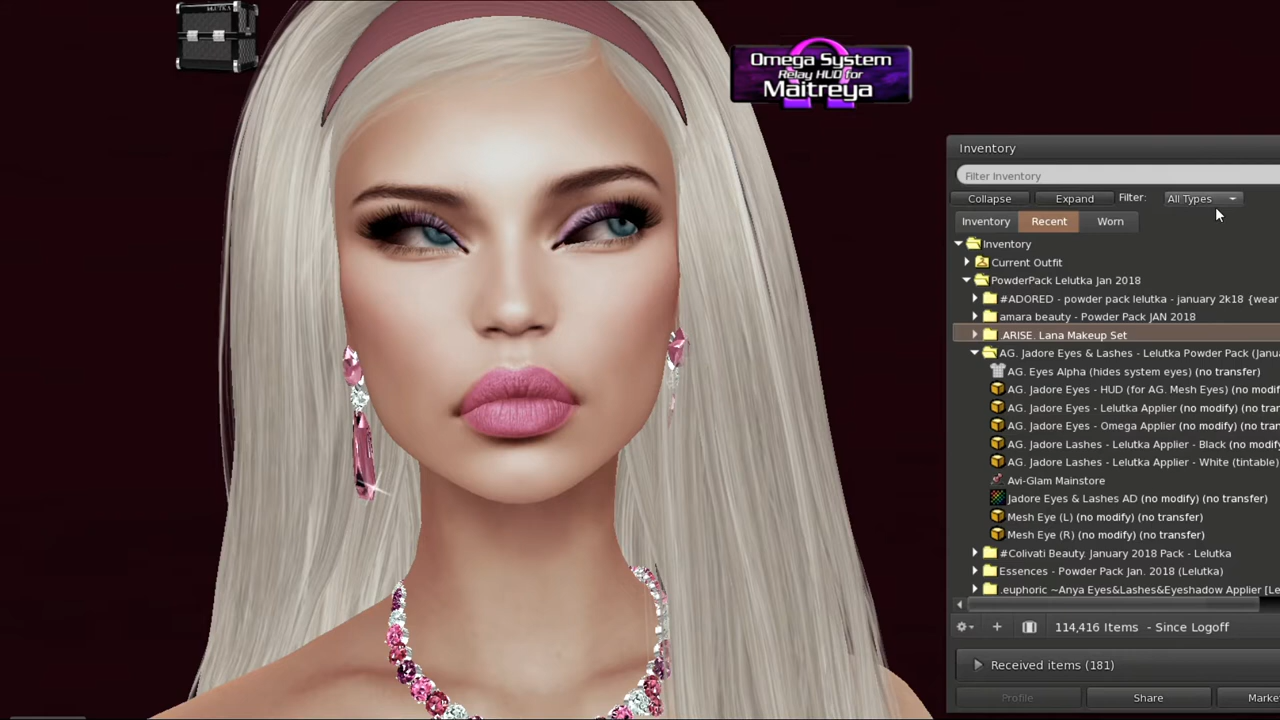 LELUTKA
Omega System
Relay HUD for
Maitreya
Inventory
Filter Inventory
Collapse Expand Filter: All Types
Inventory Recent Worn
Inventory
Current Outfit
PowderPack Lelutka Jan 2018
#ADORED - powder pack lelutka - january 2k18 {wear
amara beauty - Powder Pack JAN 2018
.ARISE. Lana Makeup Set
AG. Jadore Eyes & Lashes - Lelutka Powder Pack (Janu
AG. Eyes Alpha (hides system eyes) (no transfer)
AG. Jadore Eyes - HUD (for AG. Mesh Eyes) (no modif
AG. Jadore Eyes - Lelutka Applier (no modify) (no tra
AG. Jadore Eyes - Omega Applier (no modify) (no tran
AG. Jadore Lashes - Lelutka Applier - Black (no modify
AG. Jadore Lashes - Lelutka Applier - White (tintable)
Avi-Glam Mainstore
Jadore Eyes & Lashes AD (no modify) (no transfer)
Mesh Eye (L) (no modify) (no transfer)
Mesh Eye (R) (no modify) (no transfer)
#Colivati Beauty. January 2018 Pack - Lelutka
Essences - Powder Pack Jan. 2018 (Lelutka)
.euphoric ~Anya Eyes&Lashes&Eyeshadow Applier [Le
114,416 Items - Since Logoff
Received items (181)
Profile Share Marke